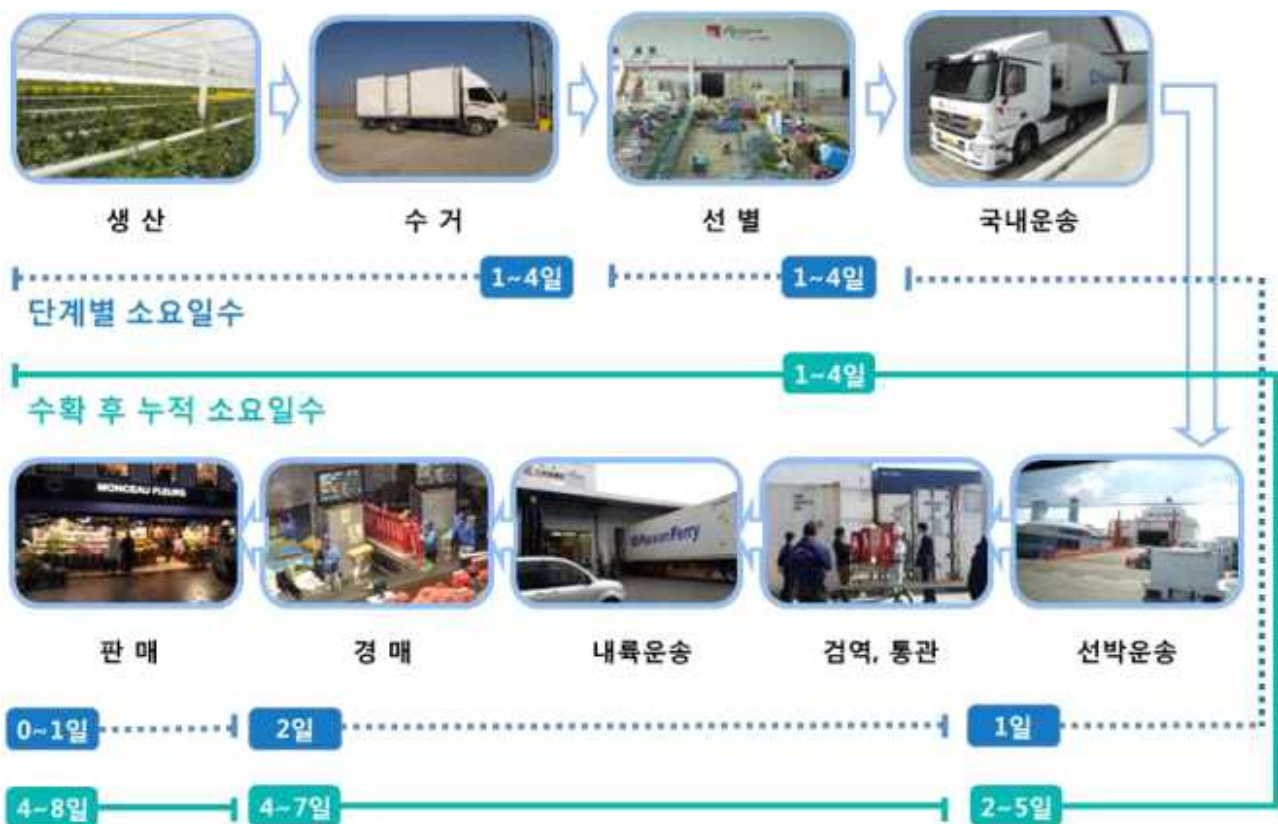 생 산
수 거
선 별
국내운송
1~4일
1~4일
단계별 소요일수
1~4일
수확 후 누적 소요일수
MONCEAU FLEURS
Ferry
판 매
경 매
내륙운송
검역, 통관
선박운송
0~1일
2일
1일
4~8일
4~7일
2~5일